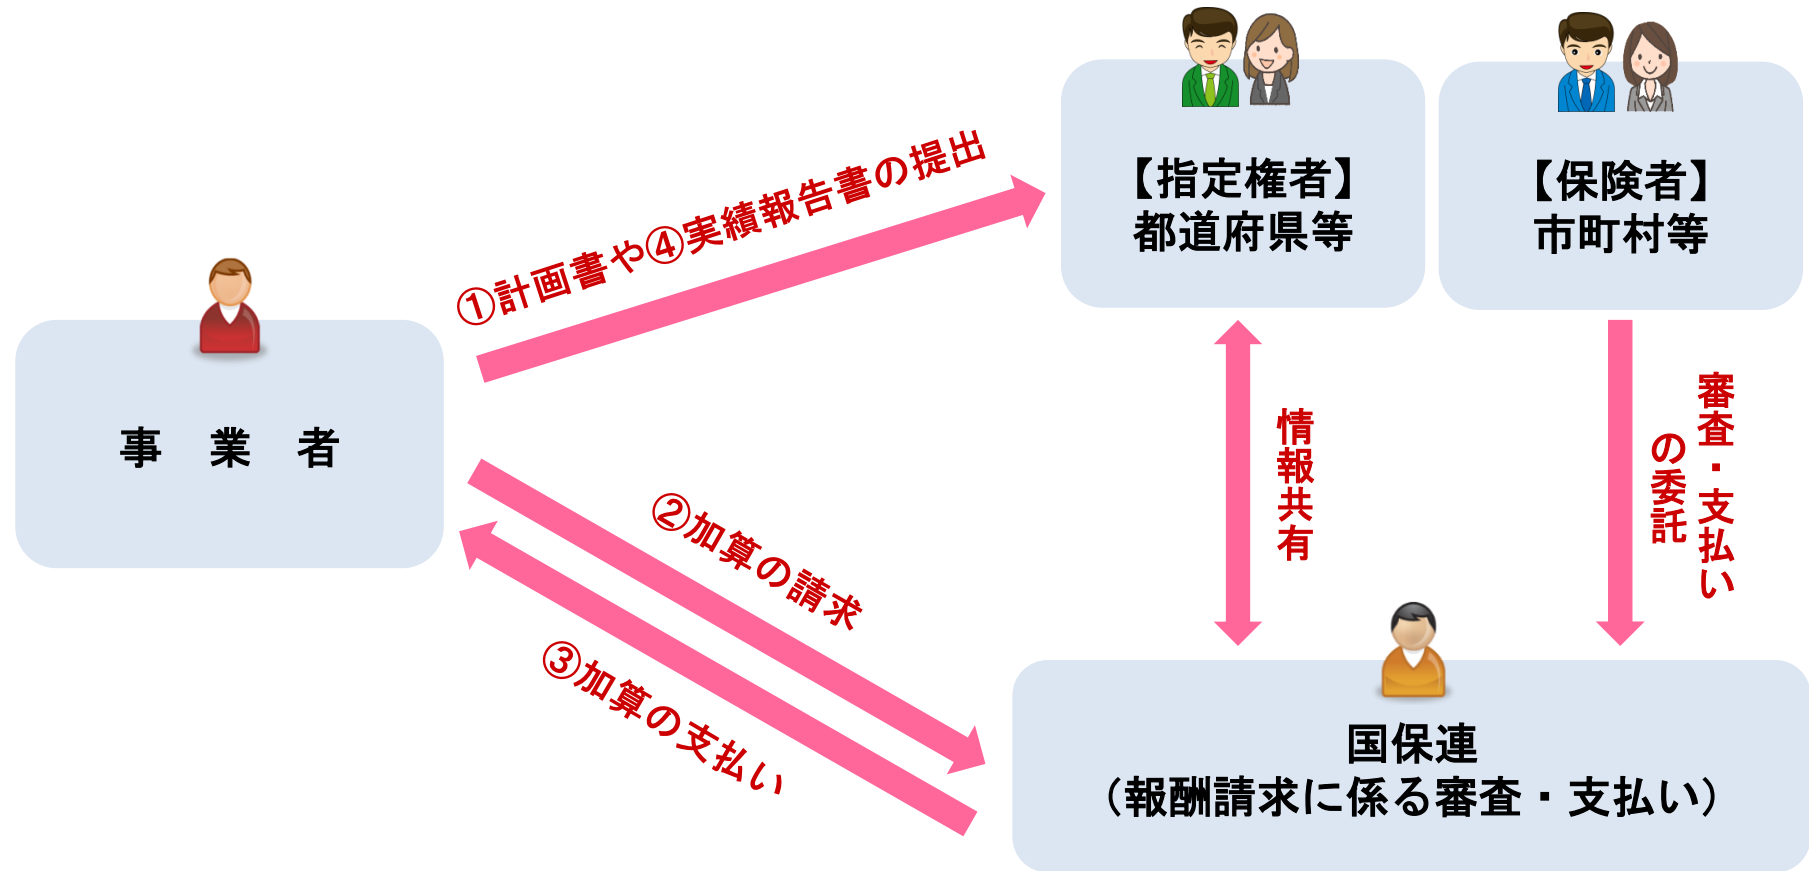 【指定権者】
都道府県等
【保険者】
市町村等
①計画書や④実績報告書の提出
事　業　者
②加算の請求
③加算の支払い
情報共有
審査・支払い
の委託
国保連
（報酬請求に係る審査・支払い）